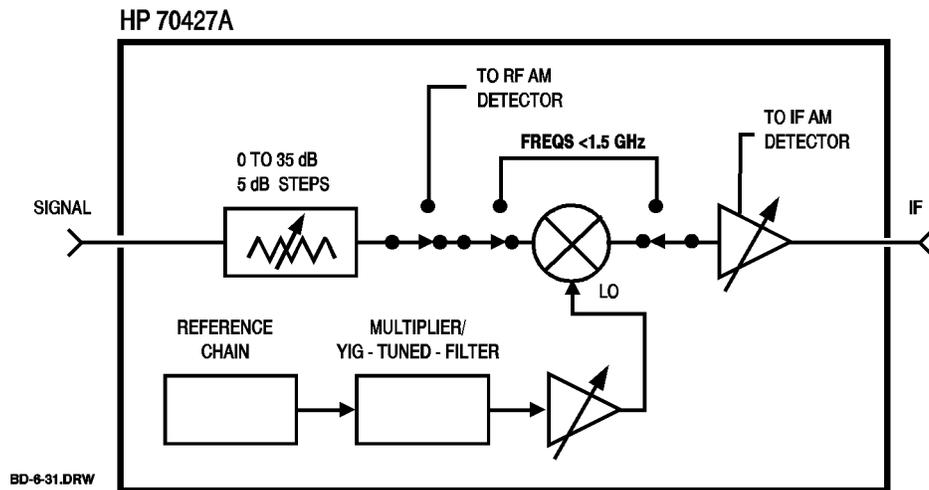 HP 70427A
TO RF AM
DETECTOR
TO IF AM
DETECTOR
FREQS <1.5 GHz
0 TO 35 dB
5 dB STEPS
SIGNAL
IF
LO
REFERENCE
CHAIN
MULTIPLIER/
YIG - TUNED - FILTER
BD-6-31.DRW